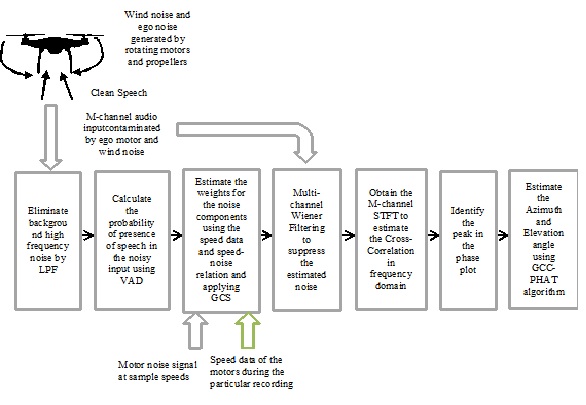 Wind noise and
ego noise
generated by
rotating motors
and propellers
Clean Speech
M-channel audio
inputcontaminated
by ego motor and
wind noise
Eliminate
backgrou
nd high
frequency
noise by
LPF
Calculate
the
probability
of presence
of speech in
the noisy
input using
VAD
Estimate the
weights for
the noise
components
using the
speed data
and speed-
noise
relation and
applying
GCS
Multi-
channel
Wiener
Filtering
to
suppress
the
estimated
noise
Obtain the
M-channel
STFT to
estimate
the Cross-
Correlation
in
frequency
domain
Identify
the
peak in
the
phase
plot
Estimate
the
Azimuth
and
Elevation
angle
using
GCC-
PHAT
algorithm
Motor noise signal
at sample speeds
Speed data of the
motors during the
particular recording